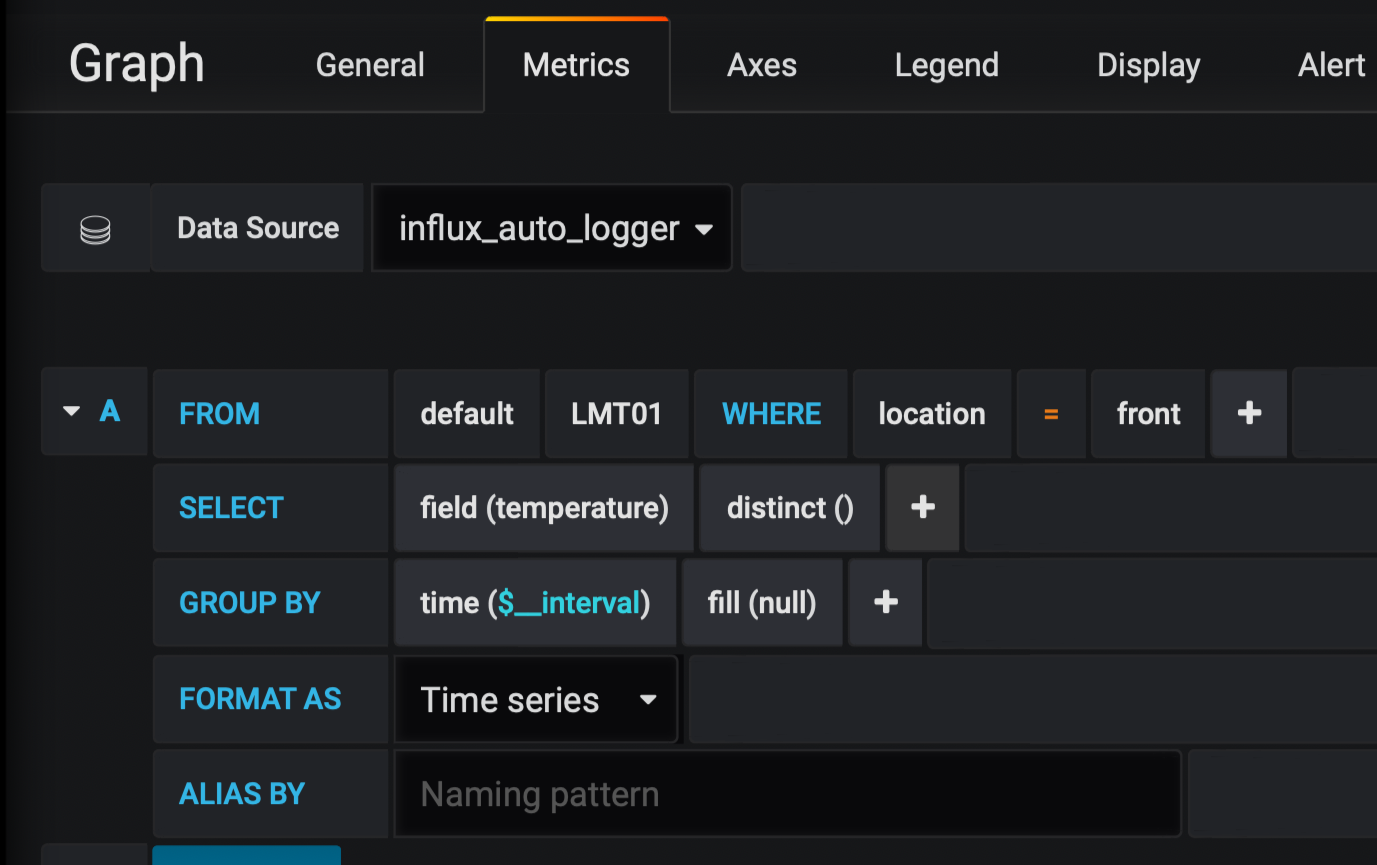 Graph General Metrics Axes Legend Display Alert
Data Source influx_auto_logger
A FROM default LMT01 WHERE location = front +
SELECT field (temperature) distinct () +
GROUP BY time ($__interval) fill (null) +
FORMAT AS Time series
ALIAS BY Naming pattern